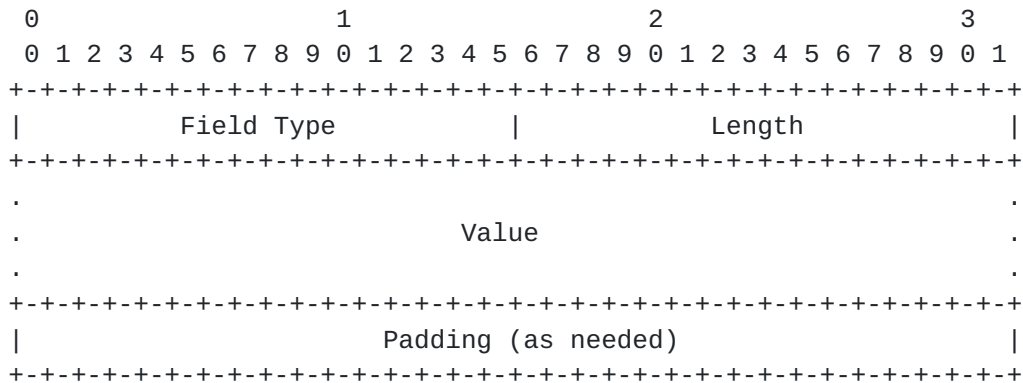 0                   1                   2                   3
0 1 2 3 4 5 6 7 8 9 0 1 2 3 4 5 6 7 8 9 0 1 2 3 4 5 6 7 8 9 0 1
+-+-+-+-+-+-+-+-+-+-+-+-+-+-+-+-+-+-+-+-+-+-+-+-+-+-+-+-+-+-+-+-+
|          Field Type           |            Length             |
+-+-+-+-+-+-+-+-+-+-+-+-+-+-+-+-+-+-+-+-+-+-+-+-+-+-+-+-+-+-+-+-+
.                                                               .
.                            Value                              .
.                                                               .
+-+-+-+-+-+-+-+-+-+-+-+-+-+-+-+-+-+-+-+-+-+-+-+-+-+-+-+-+-+-+-+-+
|                       Padding (as needed)                     |
+-+-+-+-+-+-+-+-+-+-+-+-+-+-+-+-+-+-+-+-+-+-+-+-+-+-+-+-+-+-+-+-+